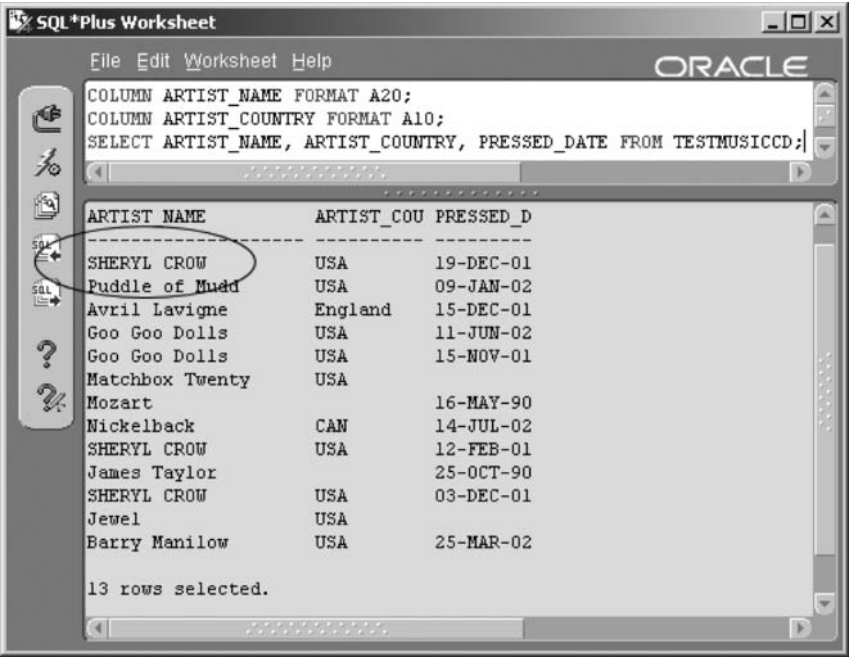 SQL*Plus Worksheet
File Edit Worksheet Help
ORACLE
COLUMN ARTIST_NAME FORMAT A20;
COLUMN ARTIST_COUNTRY FORMAT A10;
SELECT ARTIST_NAME, ARTIST_COUNTRY, PRESSED_DATE FROM TESTMUSICCD;
ARTIST_NAME ARTIST_COU PRESSED_D
-------------------- ---------- ---------
SHERYL CROW USA 19-DEC-01
Puddle of Mudd USA 09-JAN-02
Avril Lavigne England 15-DEC-01
Goo Goo Dolls USA 11-JUN-02
Goo Goo Dolls USA 15-NOV-01
Matchbox Twenty USA
Mozart 16-MAY-90
Nickelback CAN 14-JUL-02
SHERYL CROW USA 12-FEB-01
James Taylor 25-OCT-90
SHERYL CROW USA 03-DEC-01
Jewel USA
Barry Manilow USA 25-MAR-02
13 rows selected.
SQL
SQL